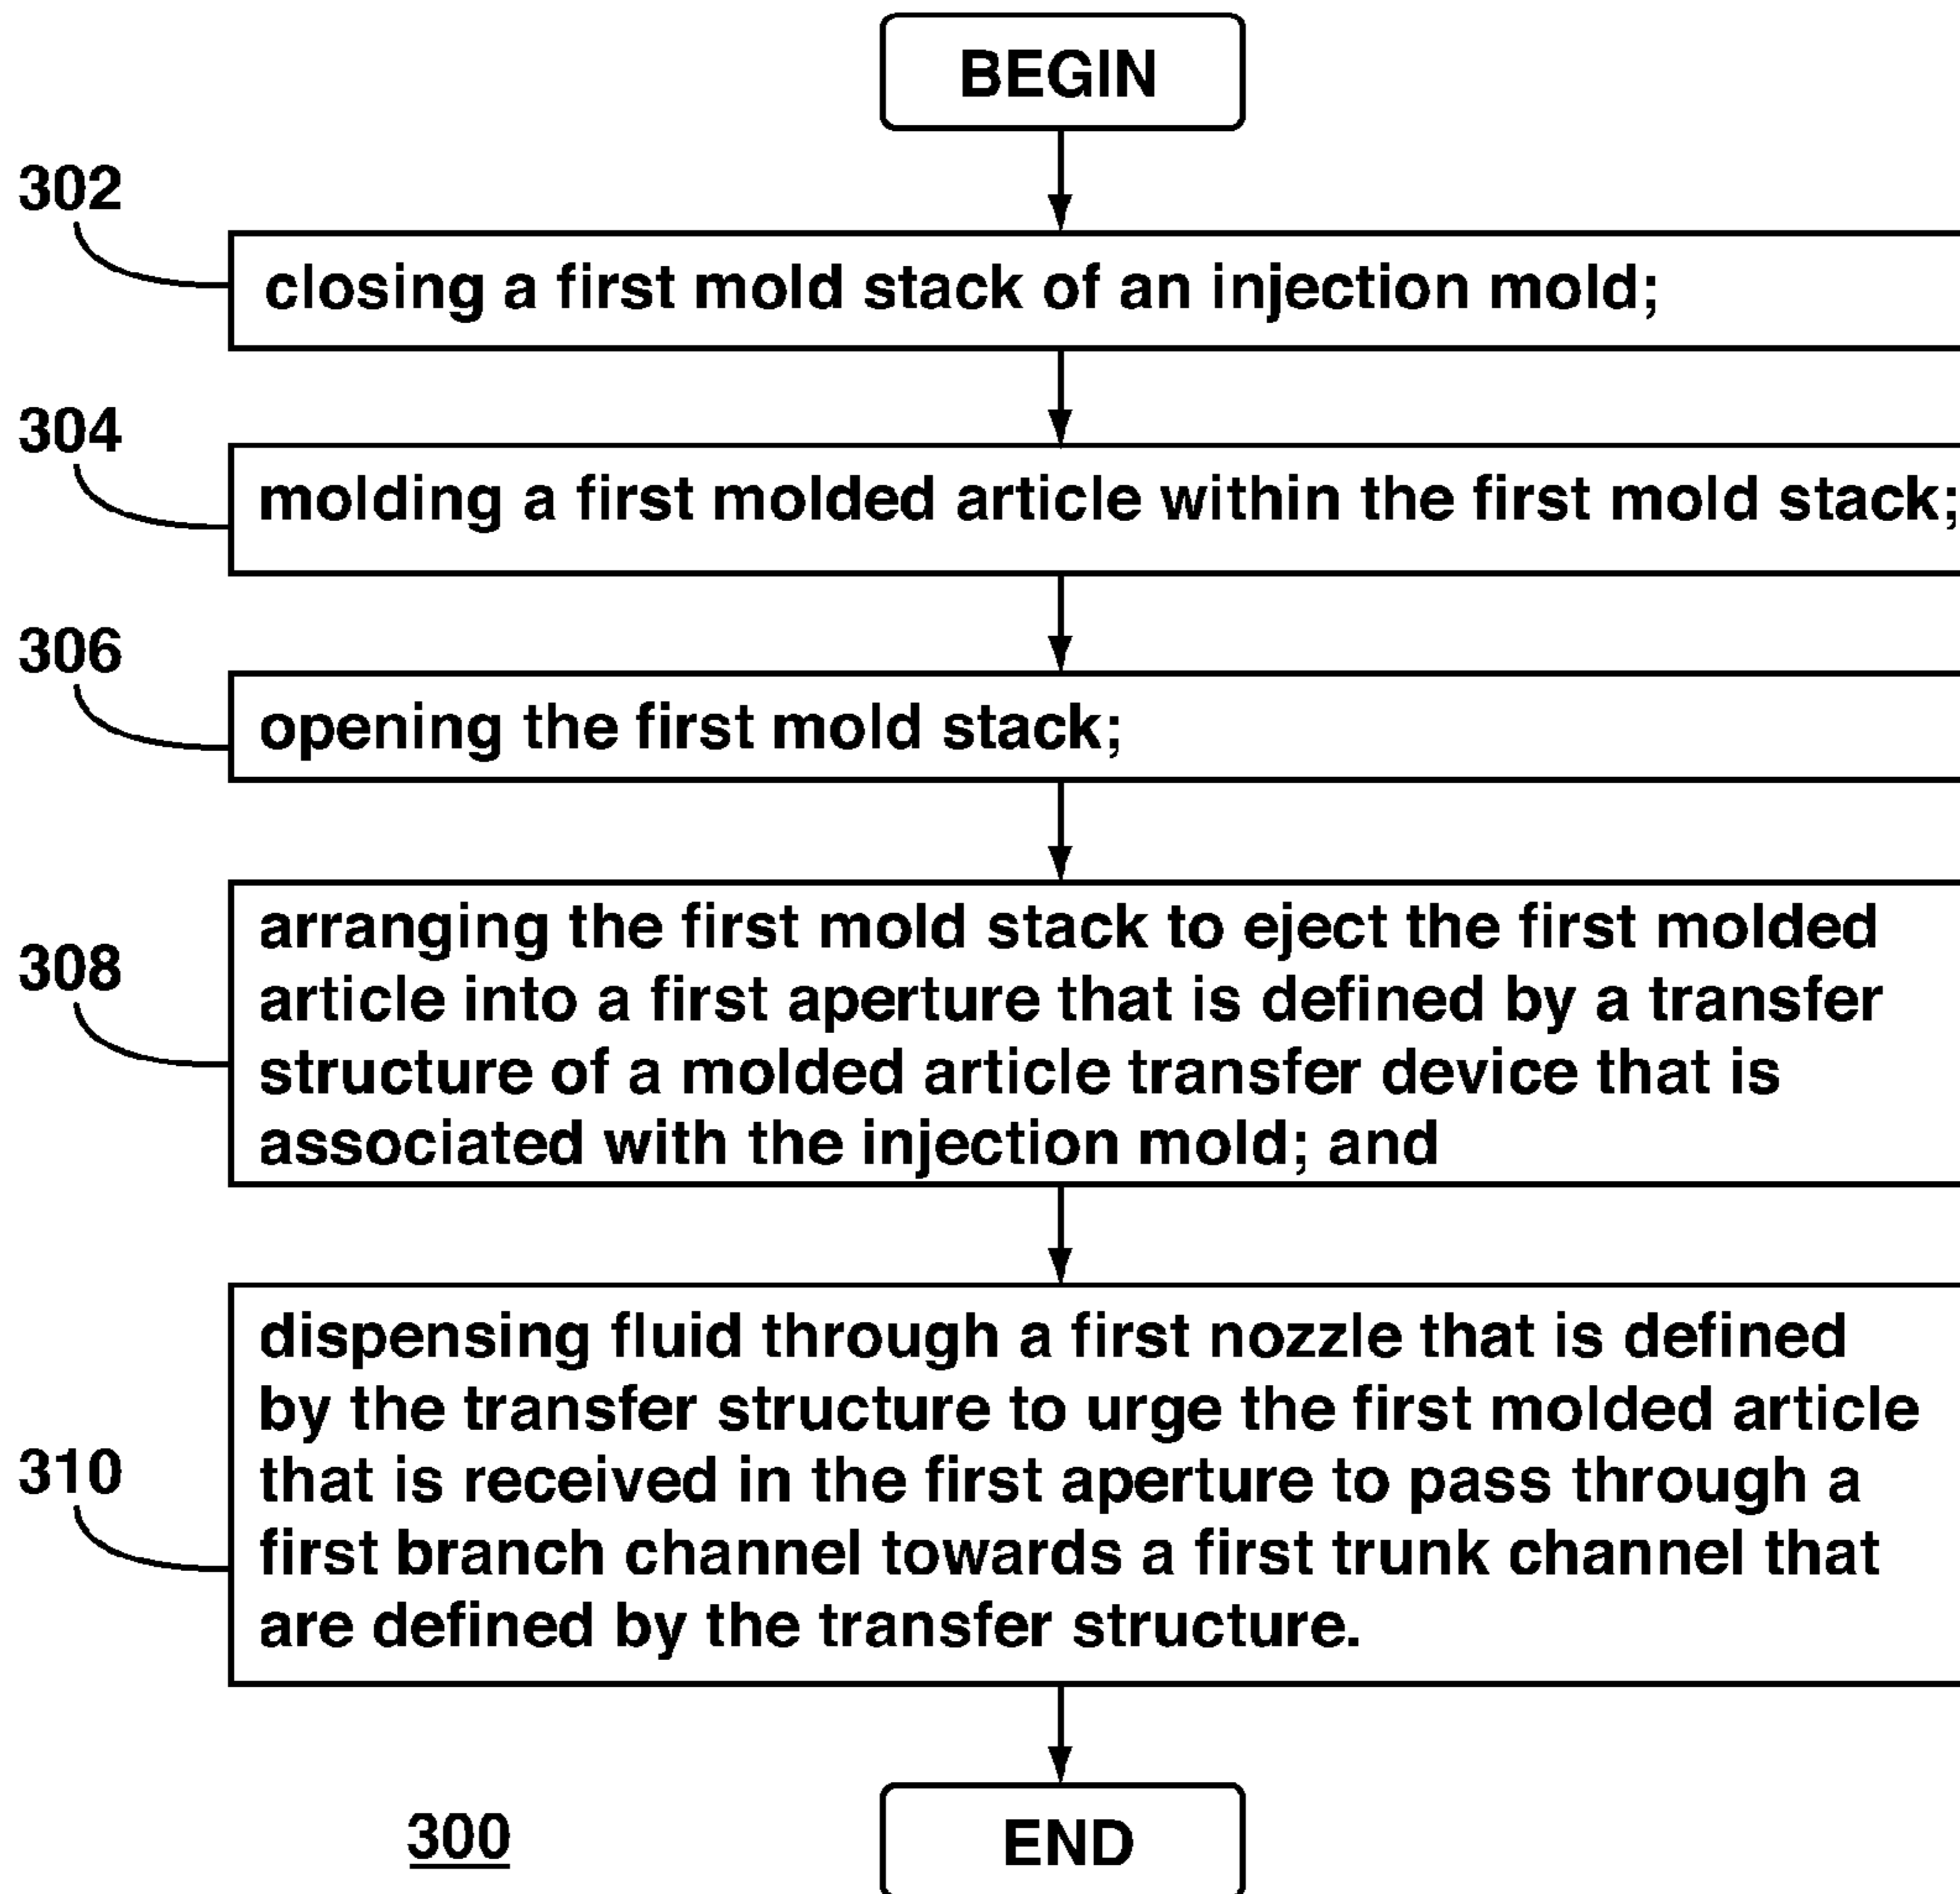 BEGIN
302
closing a first mold stack of an injection mold;
304
molding a first molded article within the first mold stack;
306
opening the first mold stack;
308
arranging the first mold stack to eject the first molded
article into a first aperture that is defined by a transfer
structure of a molded article transfer device that is
associated with the injection mold; and
310
dispensing fluid through a first nozzle that is defined
by the transfer structure to urge the first molded article
that is received in the first aperture to pass through a
first branch channel towards a first trunk channel that
are defined by the transfer structure.
300
END